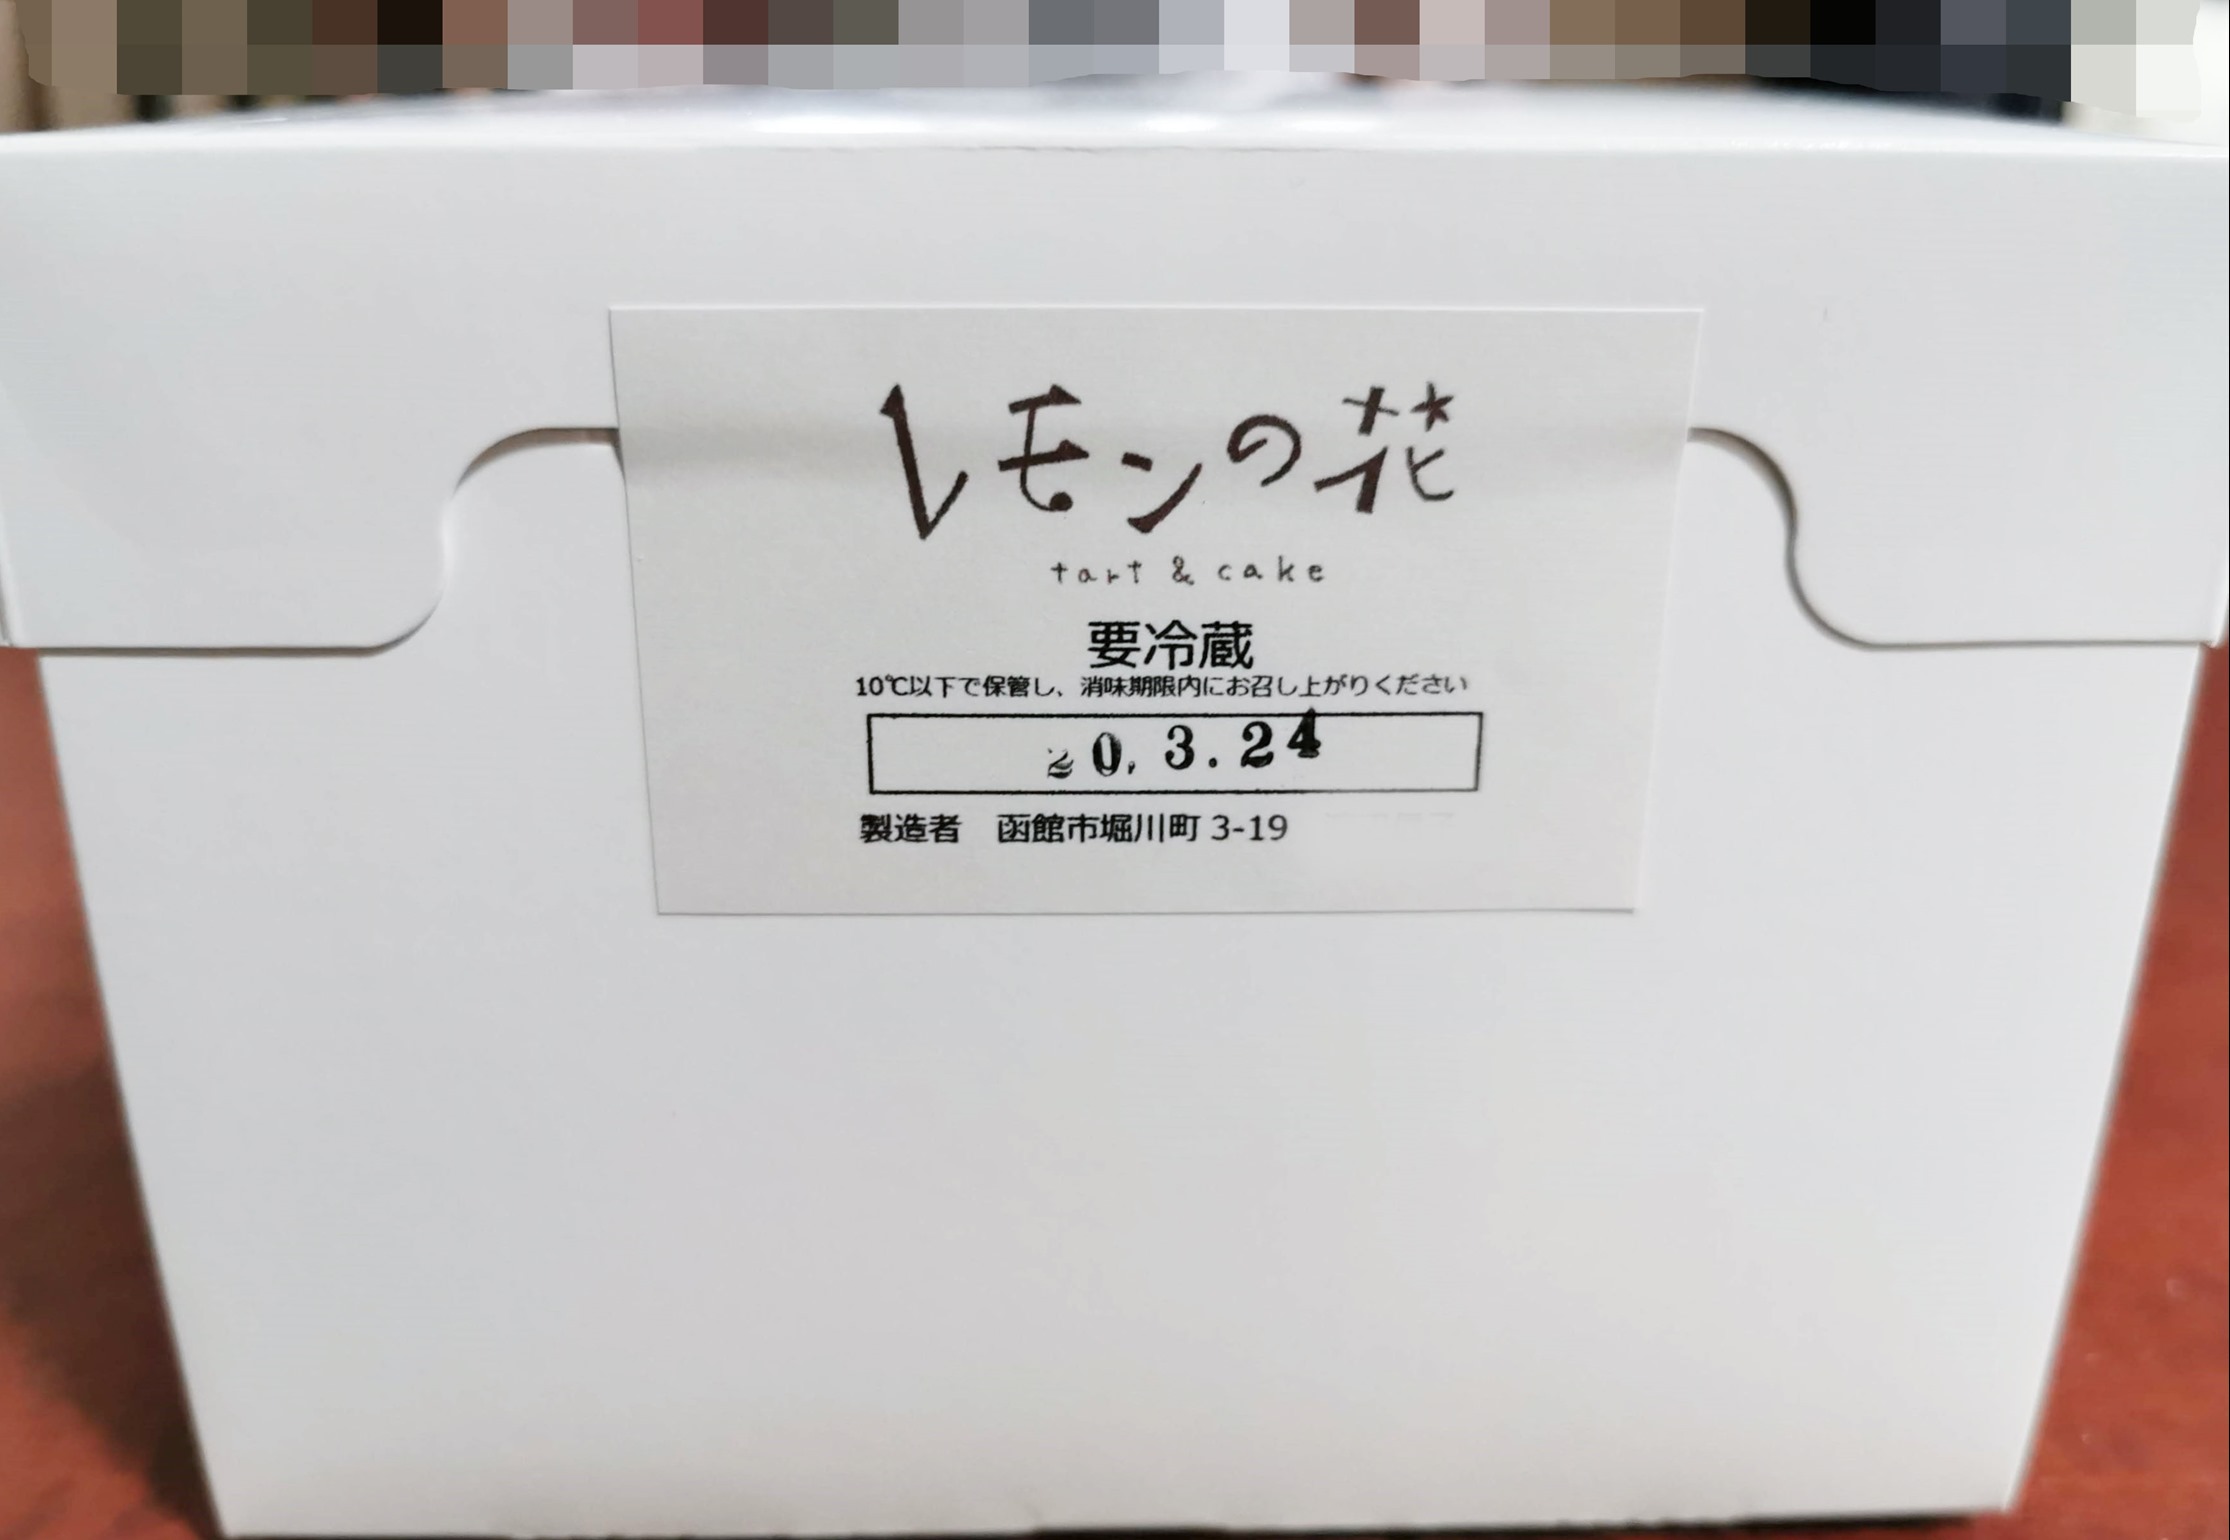 レモンの花
tart & cake
要冷蔵
10℃以下で保管し、消味期限内にお召し上がりください
20.3.24
製造者　函館市堀川町 3-19